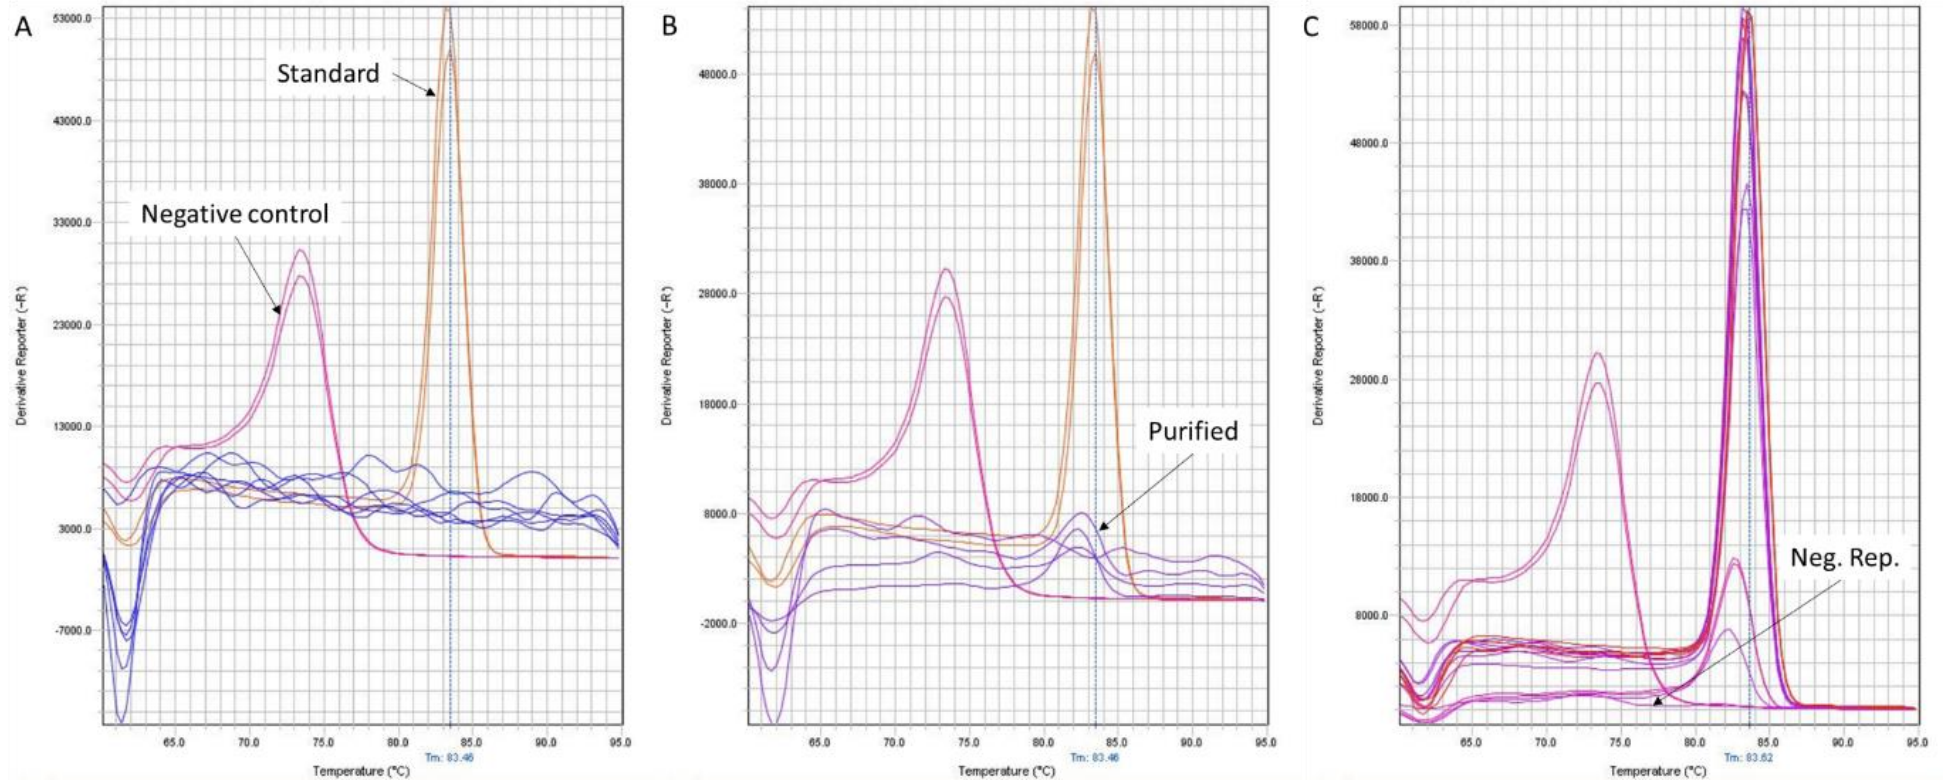 A
Standard
Negative control
Derivative Reporter (-R')
53000.0
43000.0
33000.0
23000.0
13000.0
3000.0
-7000.0
65.0 70.0 75.0 80.0 85.0 90.0 95.0
Tm: 83.46
Temperature (°C)
B
Purified
Derivative Reporter (-R')
48000.0
38000.0
28000.0
18000.0
8000.0
-2000.0
65.0 70.0 75.0 80.0 85.0 90.0 95.0
Tm: 83.46
Temperature (°C)
C
Neg. Rep.
Derivative Reporter (-R')
58000.0
48000.0
38000.0
28000.0
18000.0
8000.0
65.0 70.0 75.0 80.0 85.0 90.0 95.0
Tm: 83.62
Temperature (°C)